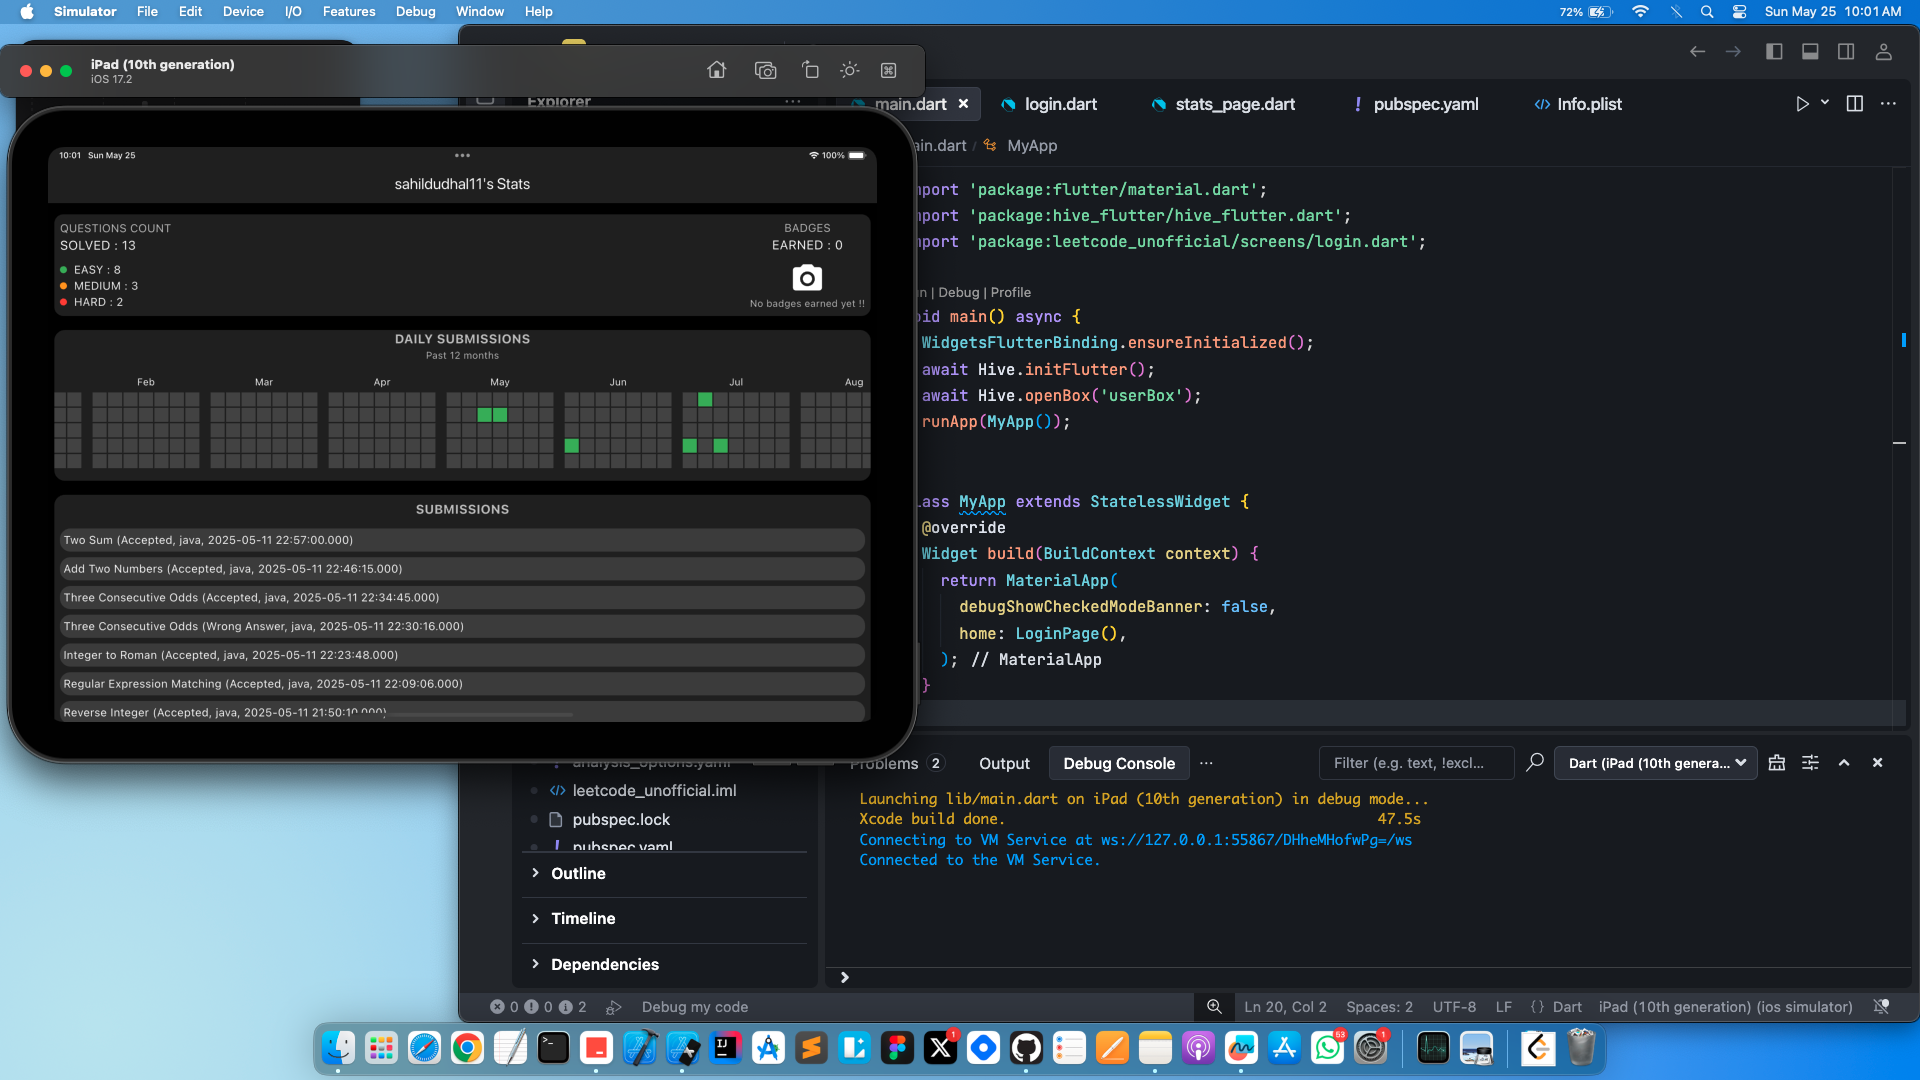 Simulator File Edit Device I/O Features Debug Window Help
72% Sun May 25 10:01 AM
iPad (10th generation)
iOS 17.2
10:01 Sun May 25
100%
sahildudhal11's Stats
QUESTIONS COUNT
SOLVED : 13
EASY : 8
MEDIUM : 3
HARD : 2
BADGES
EARNED : 0
No badges earned yet !!
DAILY SUBMISSIONS
Past 12 months
Feb Mar Apr May Jun Jul Aug
SUBMISSIONS
Two Sum (Accepted, java, 2025-05-11 22:57:00.000)
Add Two Numbers (Accepted, java, 2025-05-11 22:46:15.000)
Three Consecutive Odds (Accepted, java, 2025-05-11 22:34:45.000)
Three Consecutive Odds (Wrong Answer, java, 2025-05-11 22:30:16.000)
Integer to Roman (Accepted, java, 2025-05-11 22:23:48.000)
Regular Expression Matching (Accepted, java, 2025-05-11 22:09:06.000)
Reverse Integer (Accepted, java, 2025-05-11 21:50:10.000)
Explorer
main.dart login.dart stats_page.dart ! pubspec.yaml Info.plist
ain.dart / MyApp
port 'package:flutter/material.dart';
port 'package:hive_flutter/hive_flutter.dart';
port 'package:leetcode_unofficial/screens/login.dart';
n | Debug | Profile
id main() async {
WidgetsFlutterBinding.ensureInitialized();
await Hive.initFlutter();
await Hive.openBox('userBox');
runApp(MyApp());
ass MyApp extends StatelessWidget {
@override
Widget build(BuildContext context) {
return MaterialApp(
debugShowCheckedModeBanner: false,
home: LoginPage(),
); // MaterialApp
}
analysis_options.yaml
leetcode_unofficial.iml
pubspec.lock
! pubspec.yaml
Outline
Timeline
Dependencies
Problems 2 Output Debug Console
Filter (e.g. text, !excl...
Dart (iPad (10th genera...
Launching lib/main.dart on iPad (10th generation) in debug mode...
Xcode build done. 47.5s
Connecting to VM Service at ws://127.0.0.1:55867/DHheMHofwPg=/ws
Connected to the VM Service.
0 0 2 Debug my code
Ln 20, Col 2 Spaces: 2 UTF-8 LF {} Dart iPad (10th generation) (ios simulator)
IJ
1
63
1